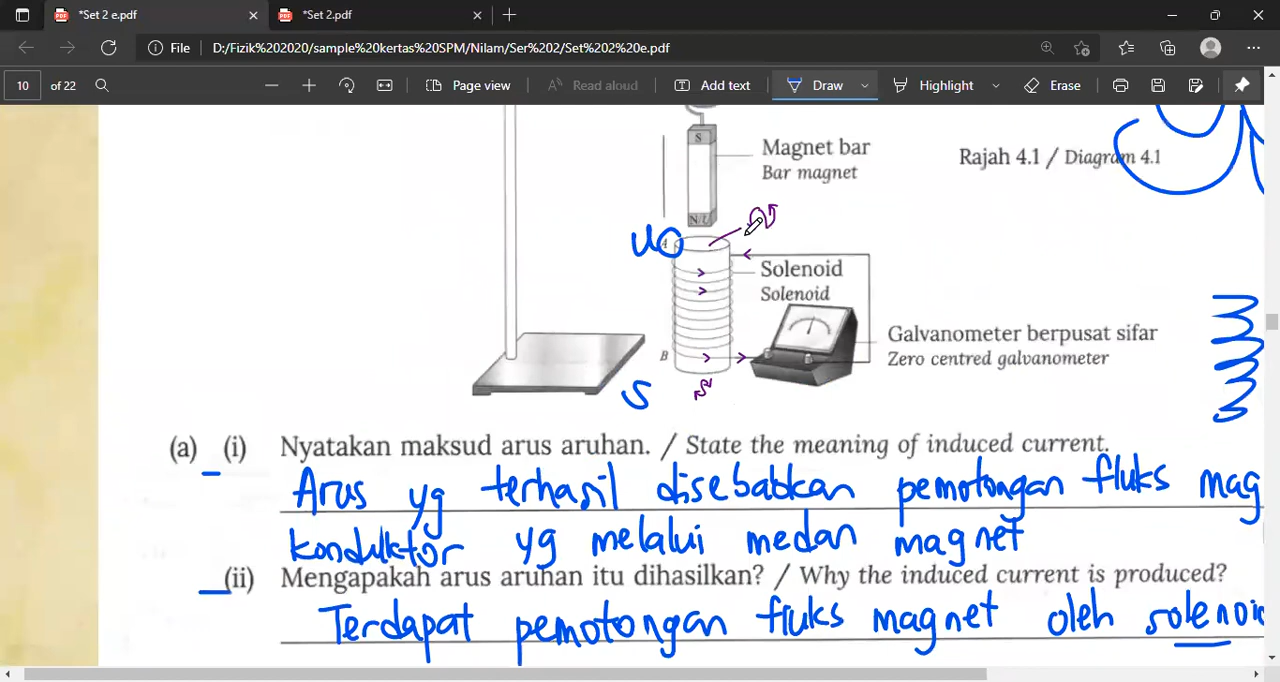 *Set 2 e.pdf
*Set 2.pdf
File
D:/Fizik%202020/sample%20kertas%20SPM/Nilam/Ser%202/Set%202%20e.pdf
10 of 22
Page view
Read aloud
Add text
Draw
Highlight
Erase
S
Magnet bar
Bar magnet
Rajah 4.1 / Diagram 4.1
N/U
U
A
Solenoid
Solenoid
Galvanometer berpusat sifar
Zero centred galvanometer
B
S
(a) (i) Nyatakan maksud arus aruhan. / State the meaning of induced current.
Arus yg terhasil disebabkan pemotongan fluks mag
konduktor yg melalui medan magnet
(ii) Mengapakah arus aruhan itu dihasilkan? / Why the induced current is produced?
Terdapat pemotongan fluks magnet oleh solenoid